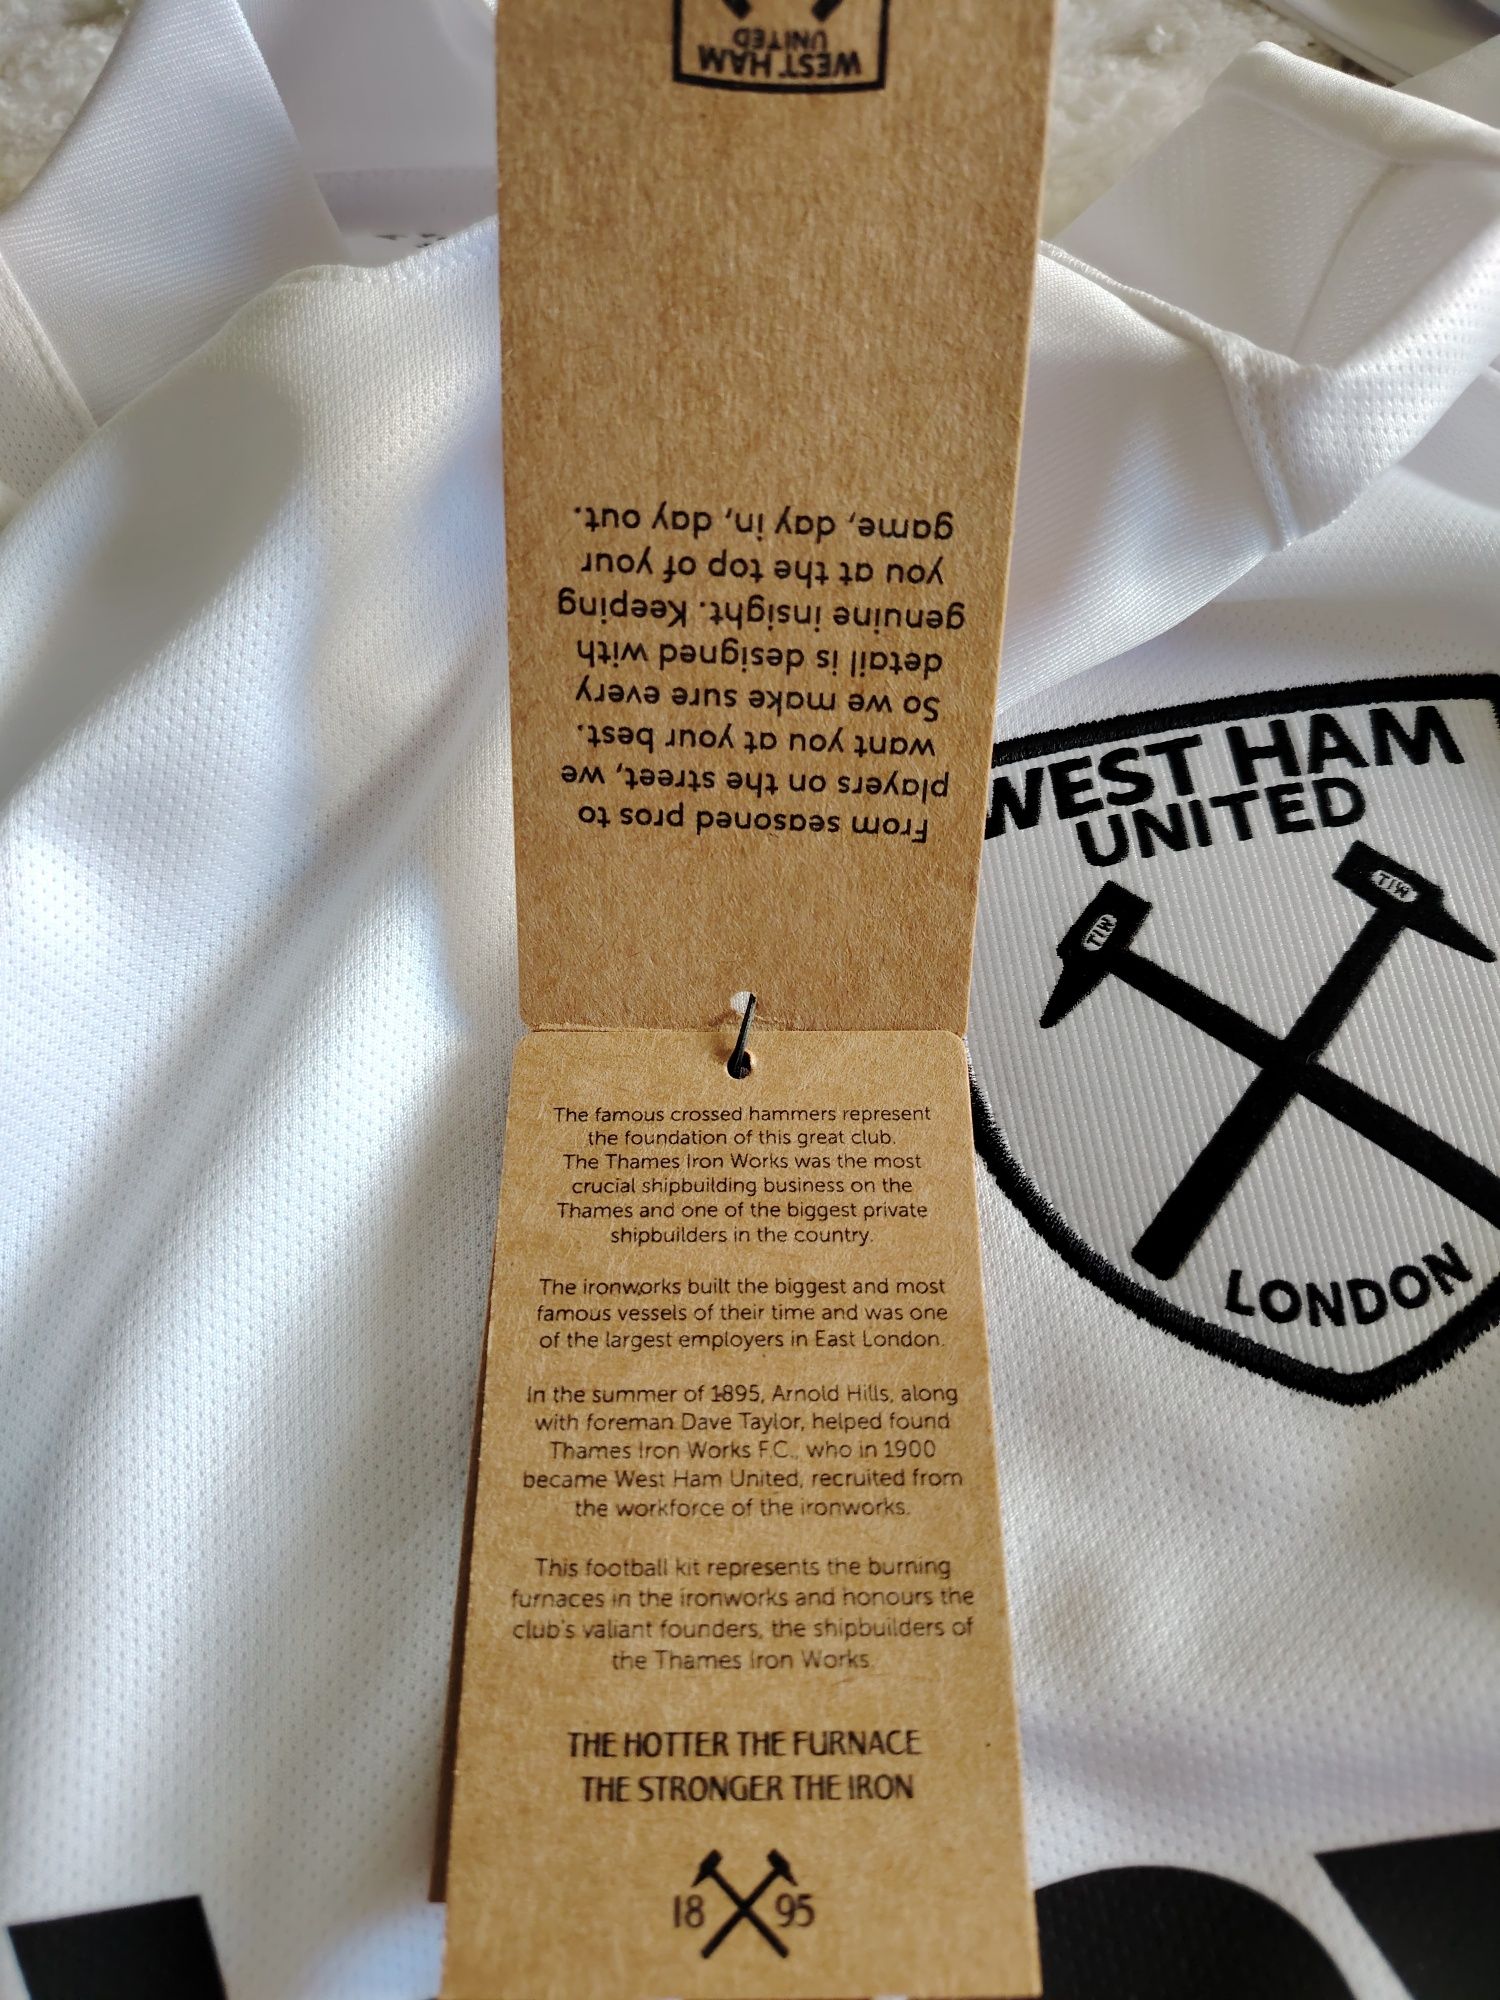 WEST HAM
UNITED
From seasoned pros to
players on the street, we
want you at your best.
So we make sure every
detail is designed with
genuine insight. Keeping
you at the top of your
game, day in, day out.
The famous crossed hammers represent
the foundation of this great club.
The Thames Iron Works was the most
crucial shipbuilding business on the
Thames and one of the biggest private
shipbuilders in the country.
The ironworks built the biggest and most
famous vessels of their time and was one
of the largest employers in East London.
In the summer of 1895, Arnold Hills, along
with foreman Dave Taylor, helped found
Thames Iron Works F.C., who in 1900
became West Ham United, recruited from
the workforce of the ironworks.
This football kit represents the burning
furnaces in the ironworks and honours the
club's valiant founders, the shipbuilders of
the Thames Iron Works.
THE HOTTER THE FURNACE
THE STRONGER THE IRON
18 95
WEST HAM
UNITED
TIW
TIW
LONDON